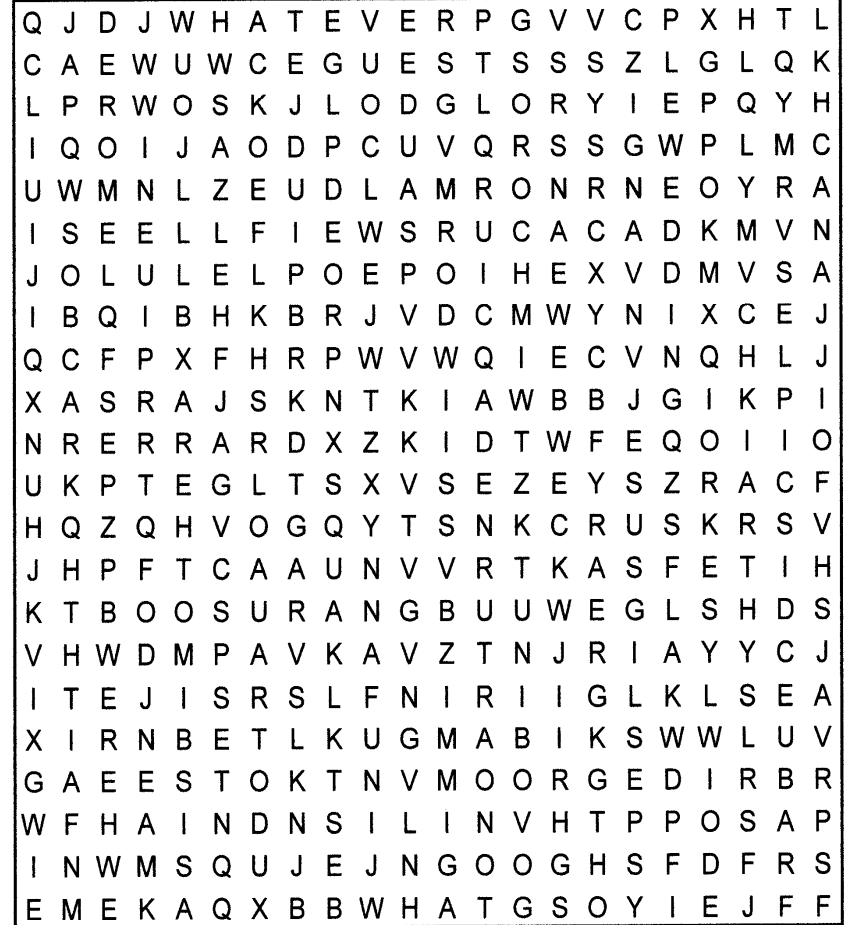 Q J D J W H A T E V E R P G V V C P X H T L
C A E W U W C E G U E S T S S S Z L G L Q K
L P R W O S K J L O D G L O R Y I E P Q Y H
I Q O I J A O D P C U V Q R S S G W P L M C
U W M N L Z E U D L A M R O N R N E O Y R A
I S E E L L F I E W S R U C A C A D K M V N
J O L U L E L P O E P O I H E X V D M V S A
I B Q I B H K B R J V D C M W Y N I X C E J
Q C F P X F H R P W V W Q I E C V N Q H L J
X A S R A J S K N T K I A W B B J G I K P I
N R E R R A R D X Z K I D T W F E Q O I I O
U K P T E G L T S X V S E Z E Y S Z R A C F
H Q Z Q H V O G Q Y T S N K C R U S K R S V
J H P F T C A A U N V V R T K A S F E T I H
K T B O O S U R A N G B U U W E G L S H D S
V H W D M P A V K A V Z T N J R I A Y Y C J
I T E J I S R S L F N I R I I G L K L S E A
X I R N B E T L K U G M A B I K S W W L U V
G A E E S T O K T N V M O O R G E D I R B R
W F H A I N D N S I L I N V H T P P O S A P
I N W M S Q U J E J N G O O G H S F D F R S
E M E K A Q X B B W H A T G S O Y I E J F F